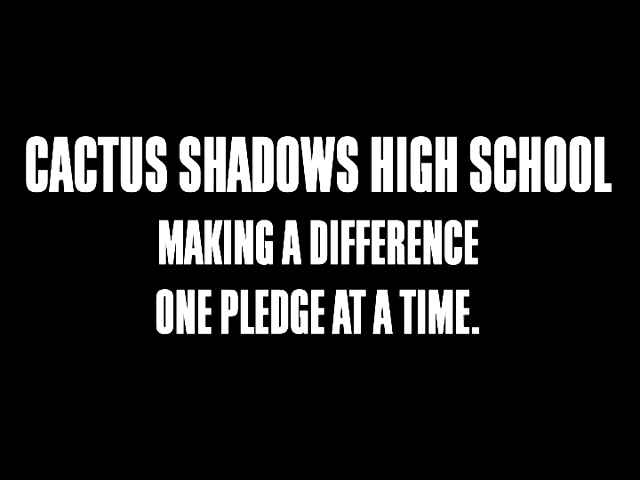 CACTUS SHADOWS HIGH SCHOOL
MAKING A DIFFERENCE
ONE PLEDGE AT A TIME.